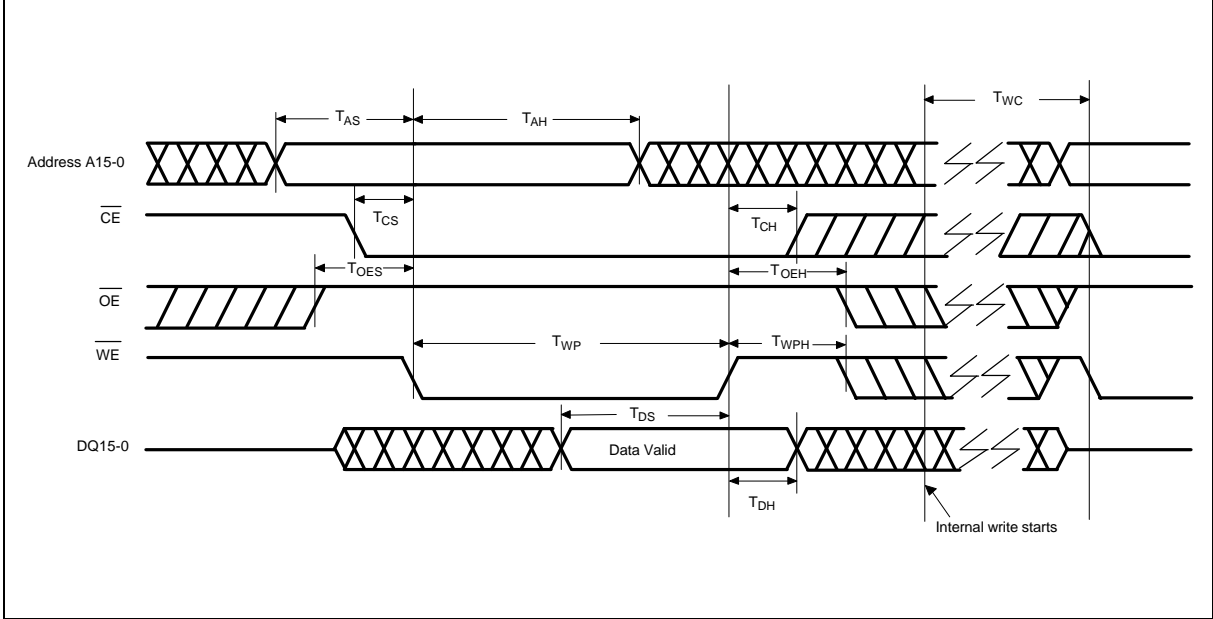 TWC
TAS
TAH
Address A15-0
TCS
TCH
CE
TOES
TOEH
OE
TWP
TWPH
WE
TDS
DQ15-0
Data Valid
TDH
Internal write starts